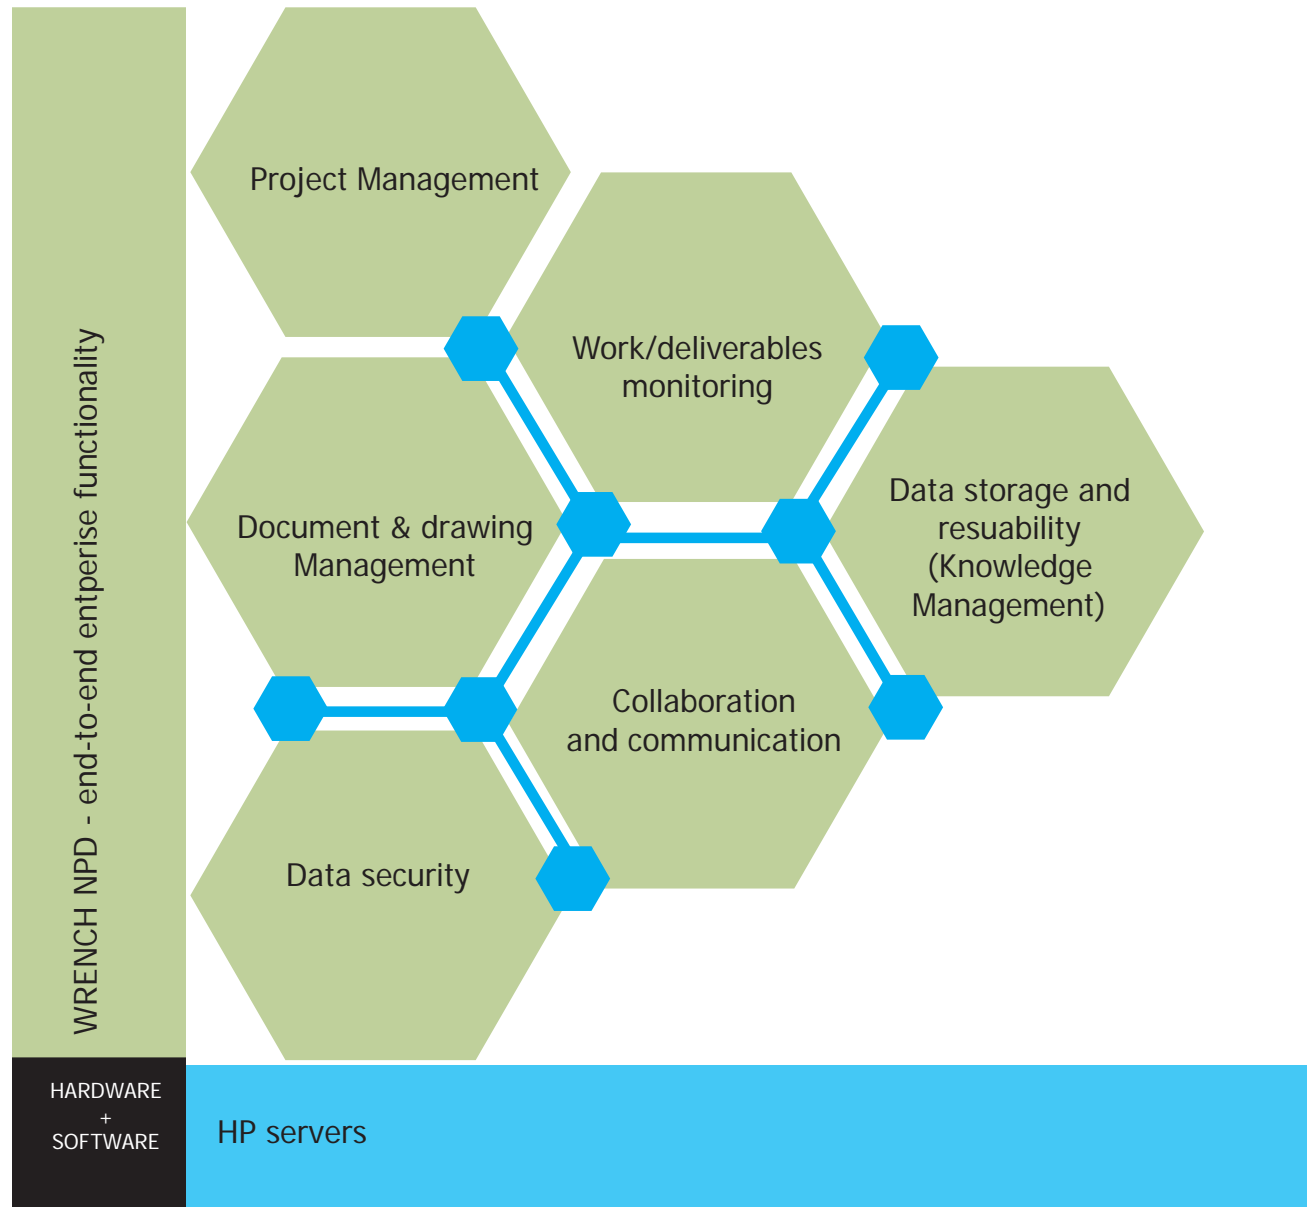 Project Management
Work/deliverables
monitoring
Document & drawing
Management
Data storage and
resuability
(Knowledge
Management)
Collaboration
and communication
Data security
WRENCH NPD - end-to-end entperise functionality
HARDWARE
+
SOFTWARE
HP servers